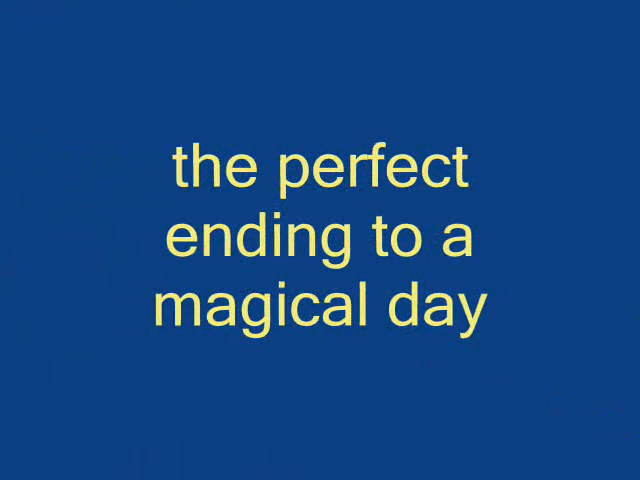 the perfect
ending to a
magical day